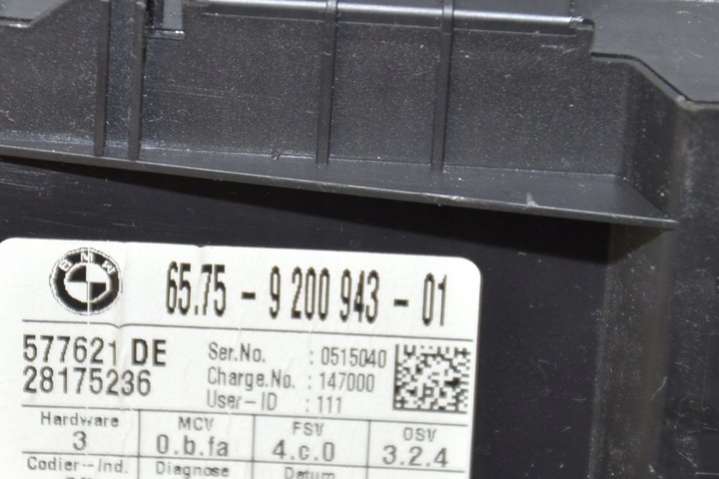 BMW
65.75 - 9 200 943 - 01
577621 DE
28175236
Ser.No. : 0515040
Charge.No. : 147000
User-ID : 111
Hardware MCV FSV OSV
3 0.b.fa 4.c.0 3.2.4
Codier-Ind. Diagnose Datum